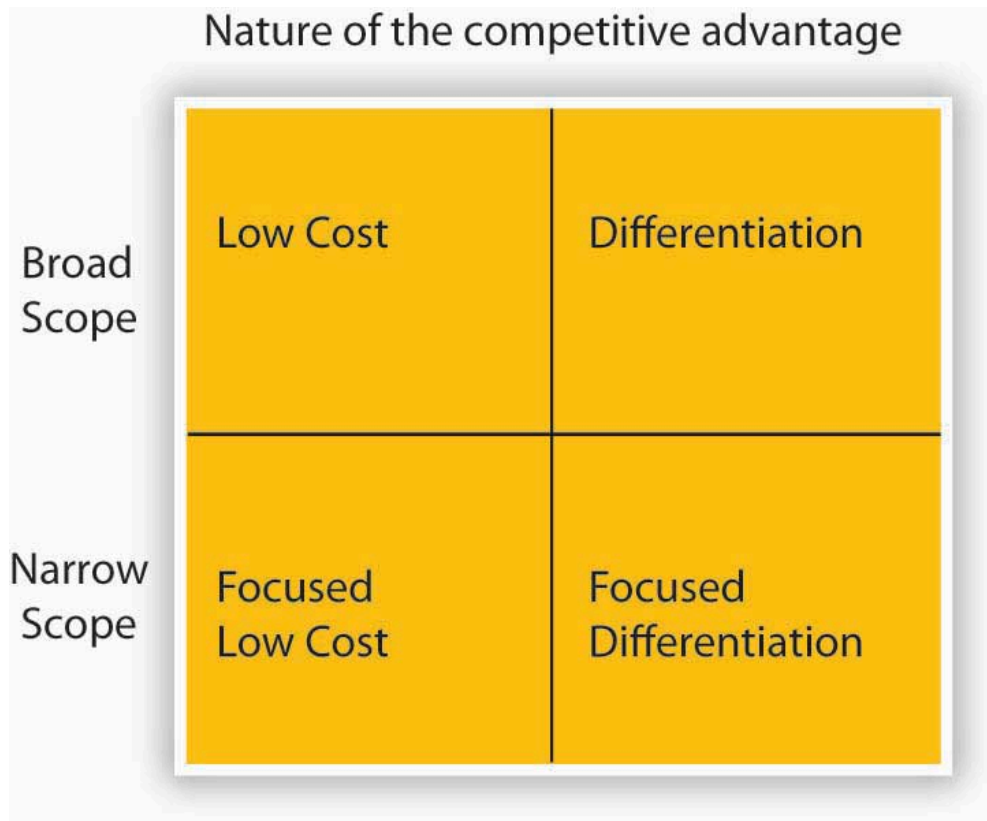 Nature of the competitive advantage
Broad
Scope
Low Cost
Differentiation
Narrow
Scope
Focused
Low Cost
Focused
Differentiation